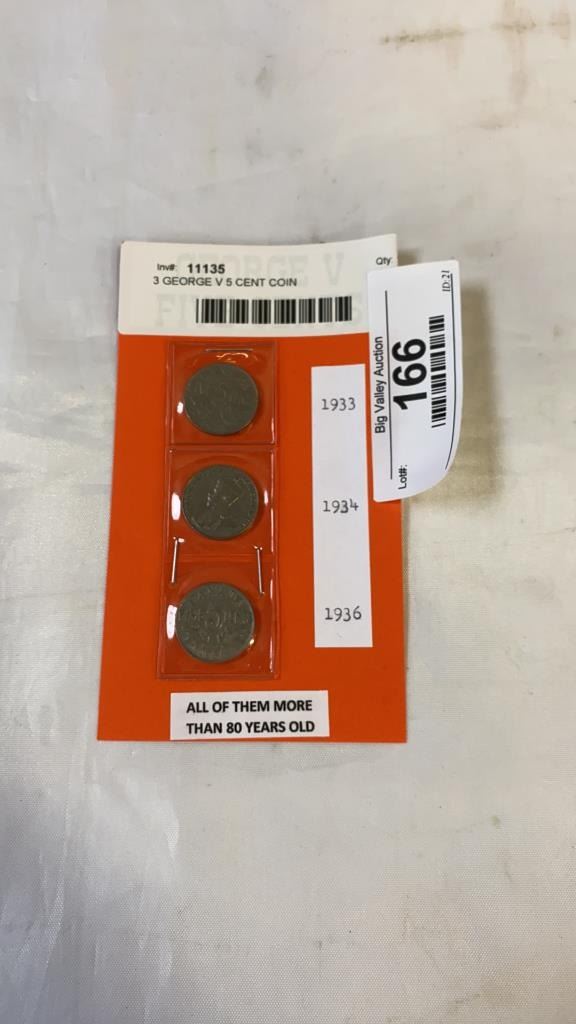 Inv#: 11135
Qty:
3 GEORGE V 5 CENT COIN
GEORGE V
Big Valley Auction
ID:21
Lot#:
166
1933
1934
1936
ALL OF THEM MORE
THAN 80 YEARS OLD